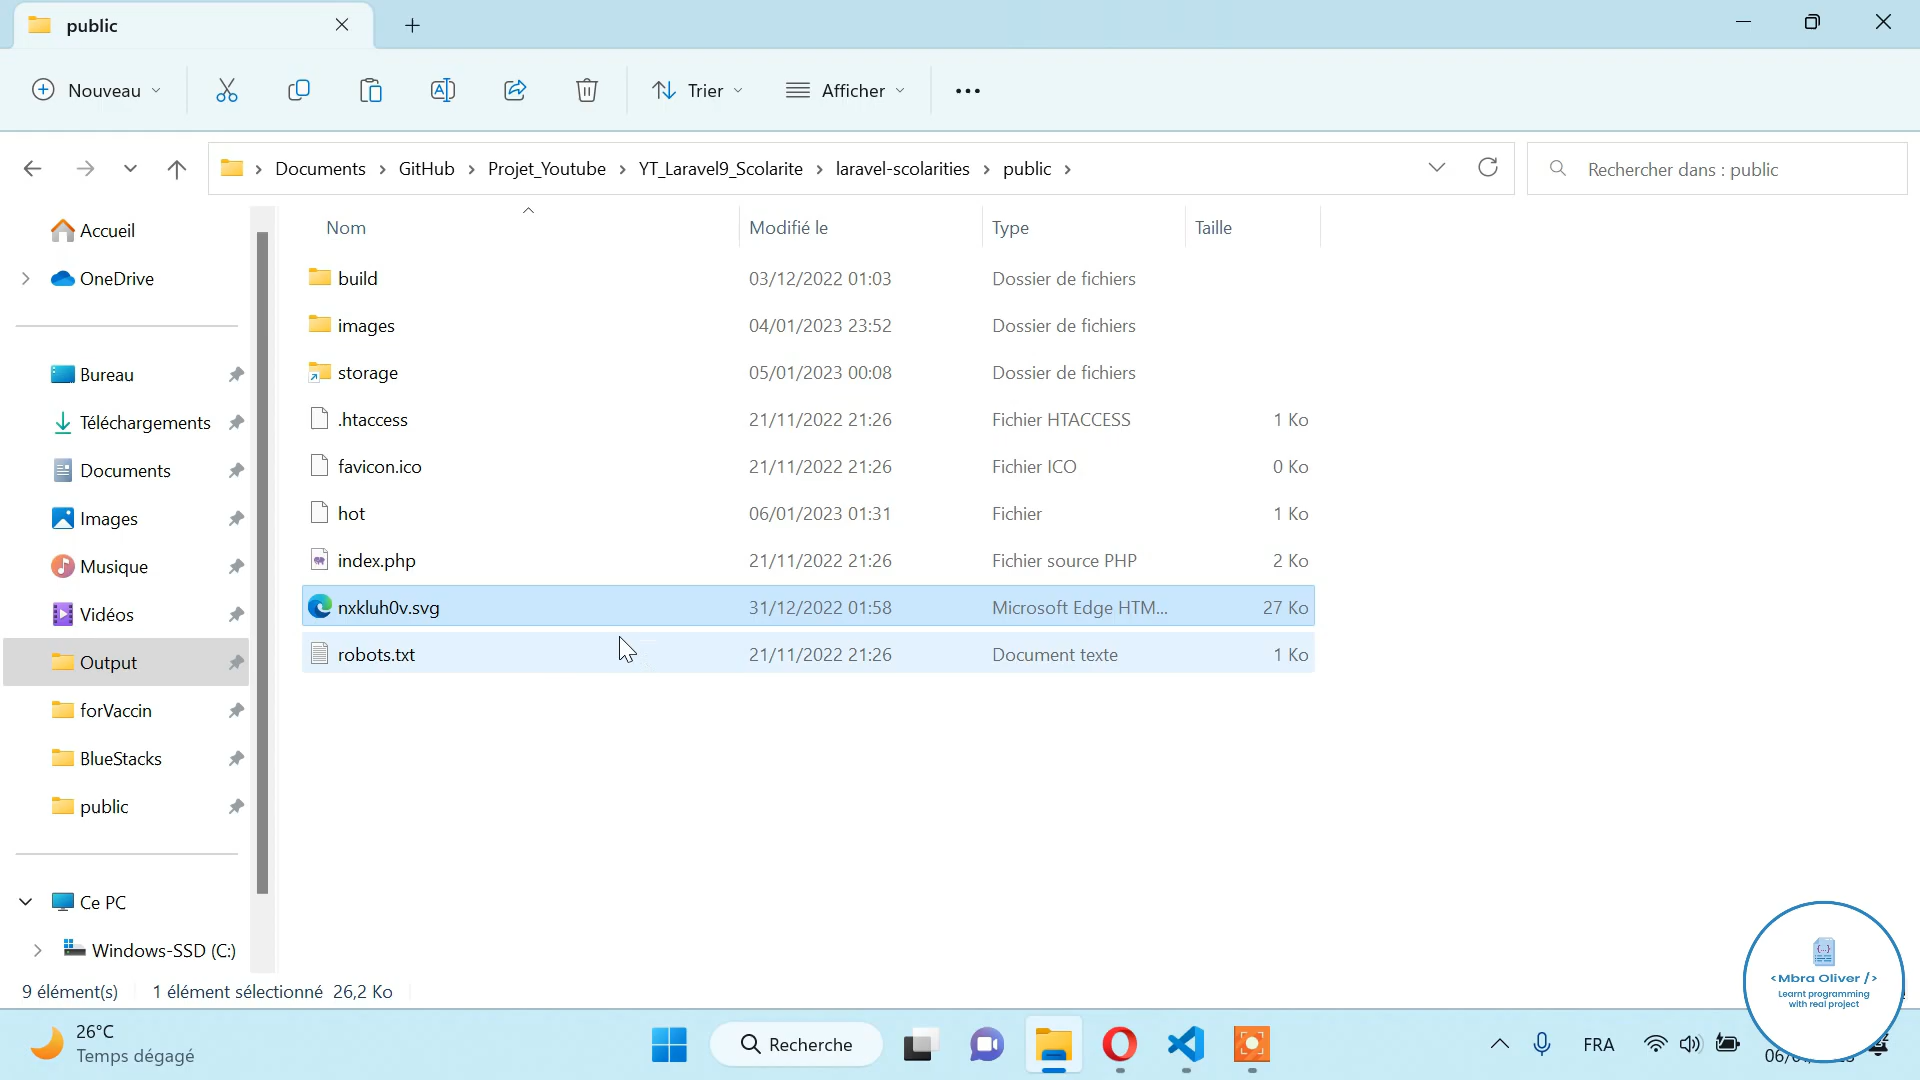 public
Nouveau
Trier
Afficher
Documents > GitHub > Projet_Youtube > YT_Laravel9_Scolarite > laravel-scolarities > public >
Rechercher dans : public
Accueil
OneDrive
Bureau
Téléchargements
Documents
Images
Musique
Vidéos
Output
forVaccin
BlueStacks
public
Ce PC
Windows-SSD (C:)
Nom Modifié le Type Taille
build 03/12/2022 01:03 Dossier de fichiers
images 04/01/2023 23:52 Dossier de fichiers
storage 05/01/2023 00:08 Dossier de fichiers
.htaccess 21/11/2022 21:26 Fichier HTACCESS 1 Ko
favicon.ico 21/11/2022 21:26 Fichier ICO 0 Ko
hot 06/01/2023 01:31 Fichier 1 Ko
index.php 21/11/2022 21:26 Fichier source PHP 2 Ko
nxkluh0v.svg 31/12/2022 01:58 Microsoft Edge HTM... 27 Ko
robots.txt 21/11/2022 21:26 Document texte 1 Ko
9 élément(s) 1 élément sélectionné 26,2 Ko
<Mbra Oliver />
Learnt programming
with real project
26°C
Temps dégagé
Recherche
FRA